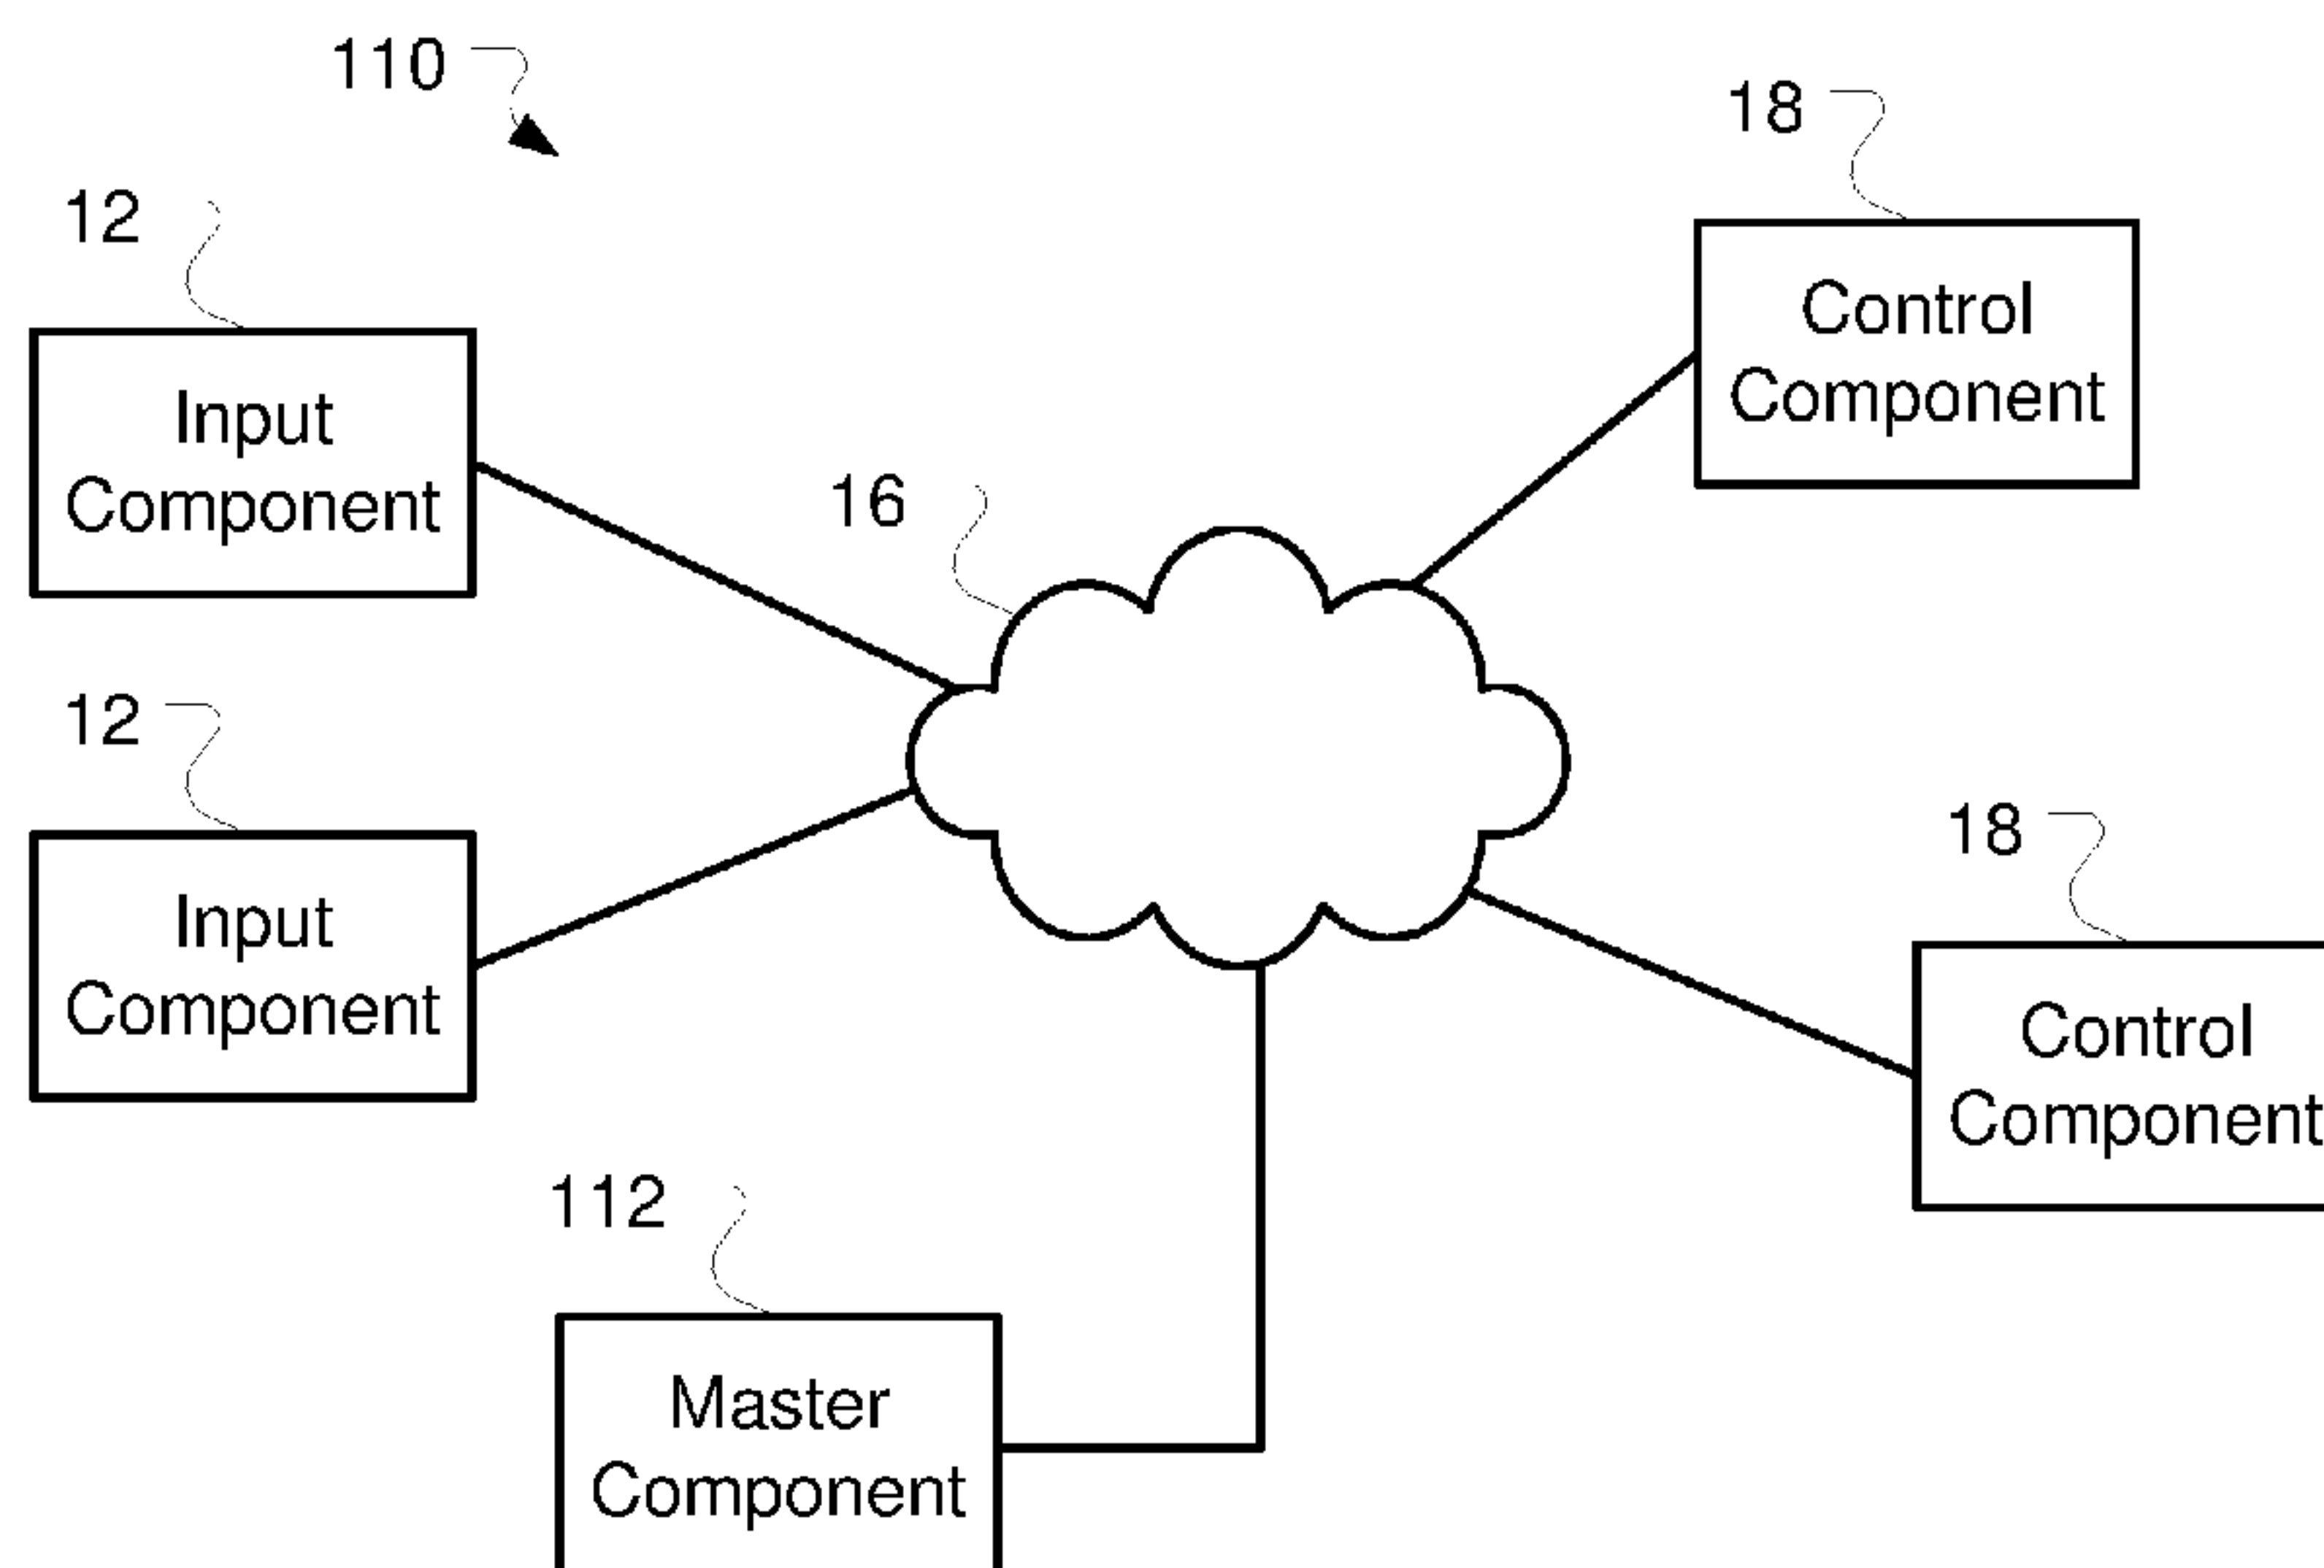 110
18
12
Control
Component
Input
Component
16
12
18
Input
Component
Control
Component
112
Master
Component